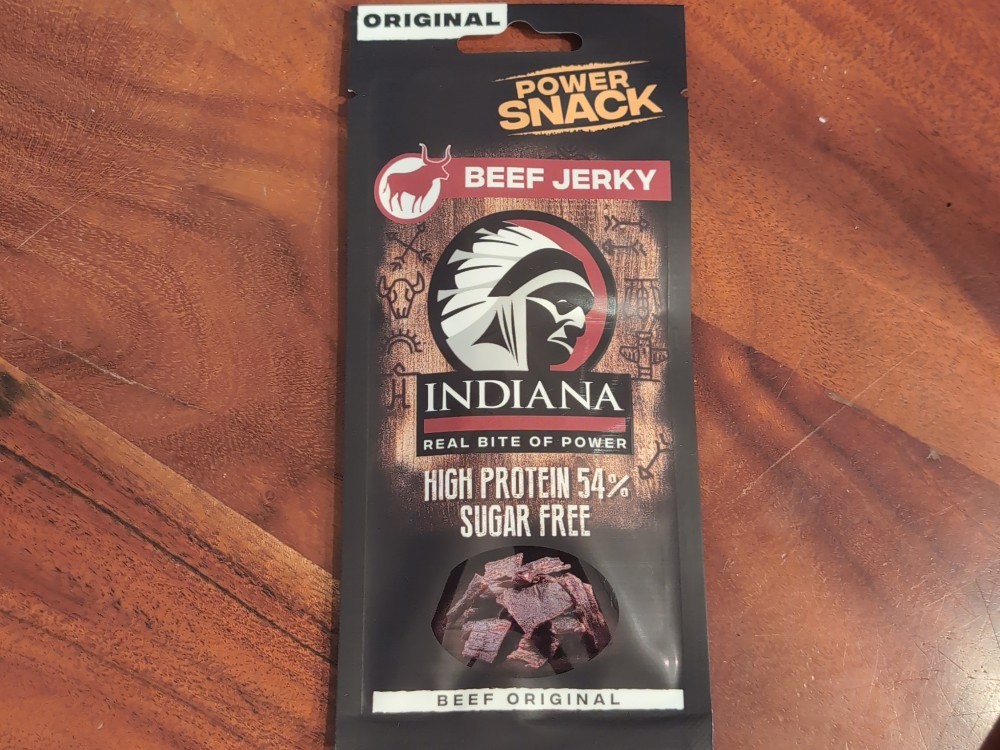 ORIGINAL
POWER
SNACK
BEEF JERKY
INDIANA
REAL BITE OF POWER
HIGH PROTEIN 54%
SUGAR FREE
BEEF ORIGINAL